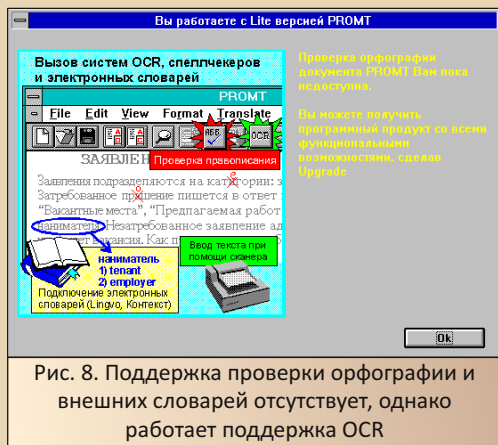 Вы работаете с Lite версией PROMT
Вызов систем OCR, спеллчекеров
и электронных словарей
PROMT
File Edit View Format Translate
АБВ
OCR
ЗАЯВЛЕН
Проверка правописания
Заявления подразделяются на категории: з
Затребованное прошение пишется в ответ
"Вакантные места", "Предлагаемая работ
наниматель Незатребованное заявление ад
вакансия. Как п
Ввод текста при
помощи сканера
наниматель
1) tenant
2) employer
Подключение электронных
словарей (Lingvo, Контекст)
Проверка орфографии
документа PROMT Вам пока
недоступна.
Вы можете получить
программный продукт со всеми
функциональными
возможностями, сделав
Upgrade
Ok
Рис. 8. Поддержка проверки орфографии и
внешних словарей отсутствует, однако
работает поддержка OCR